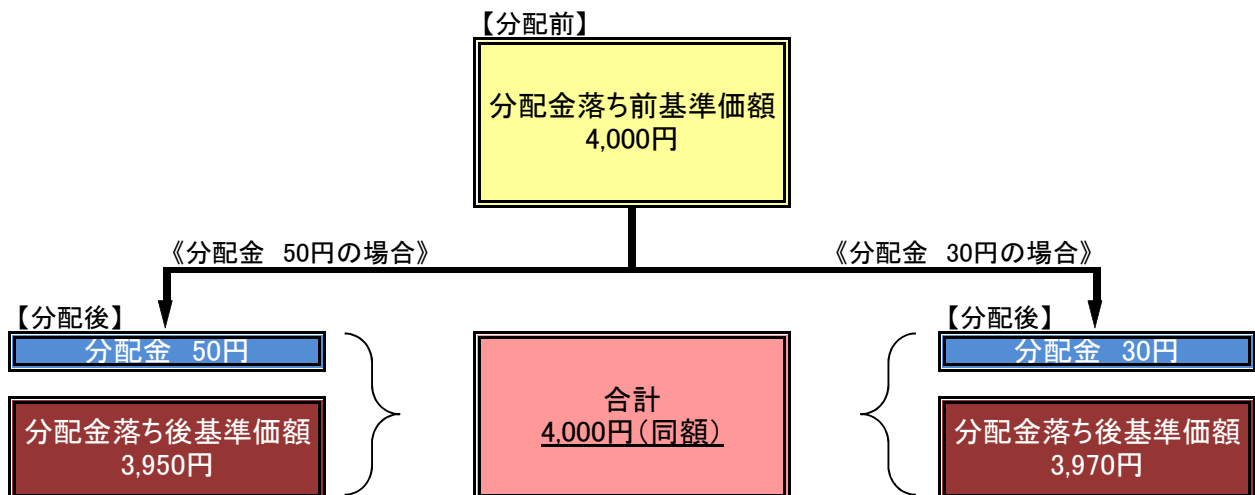 【分配前】
分配金落ち前基準価額
4,000円
《分配金　50円の場合》
《分配金　30円の場合》
【分配後】
分配金　50円
分配金落ち後基準価額
3,950円
合計
4,000円（同額）
【分配後】
分配金　30円
分配金落ち後基準価額
3,970円